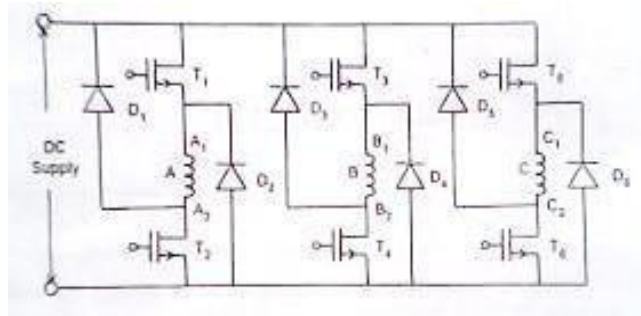 T₁ T₃ T₅
D₁ D₃ D₅
DC Supply
A₁ B₁ C₁
A B C
D₂ D₄ D₆
A₂ B₂ C₂
T₂ T₄ T₆